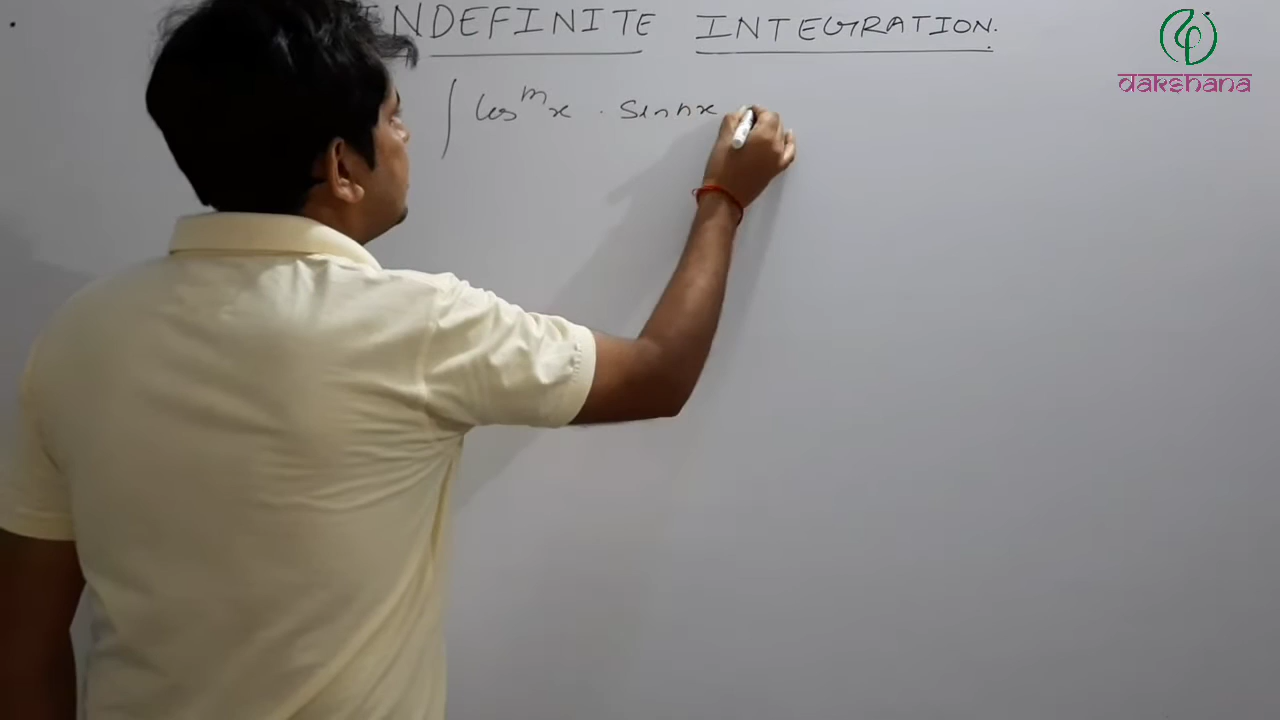 INDEFINITE INTEGRATION.
∫ cos^m x . sin nx
dakshana